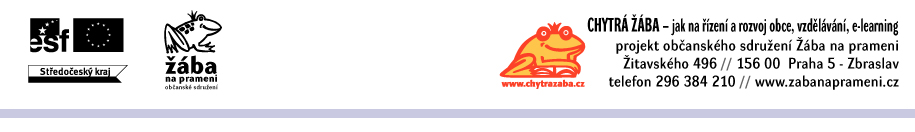 esf
Středočeský kraj
žába
na prameni
občanské sdružení
www.chytrazaba.cz
CHYTRÁ ŽÁBA – jak na řízení a rozvoj obce, vzdělávání, e-learning
projekt občanského sdružení Žába na prameni
Žitavského 496 // 156 00 Praha 5 - Zbraslav
telefon 296 384 210 // www.zabanaprameni.cz